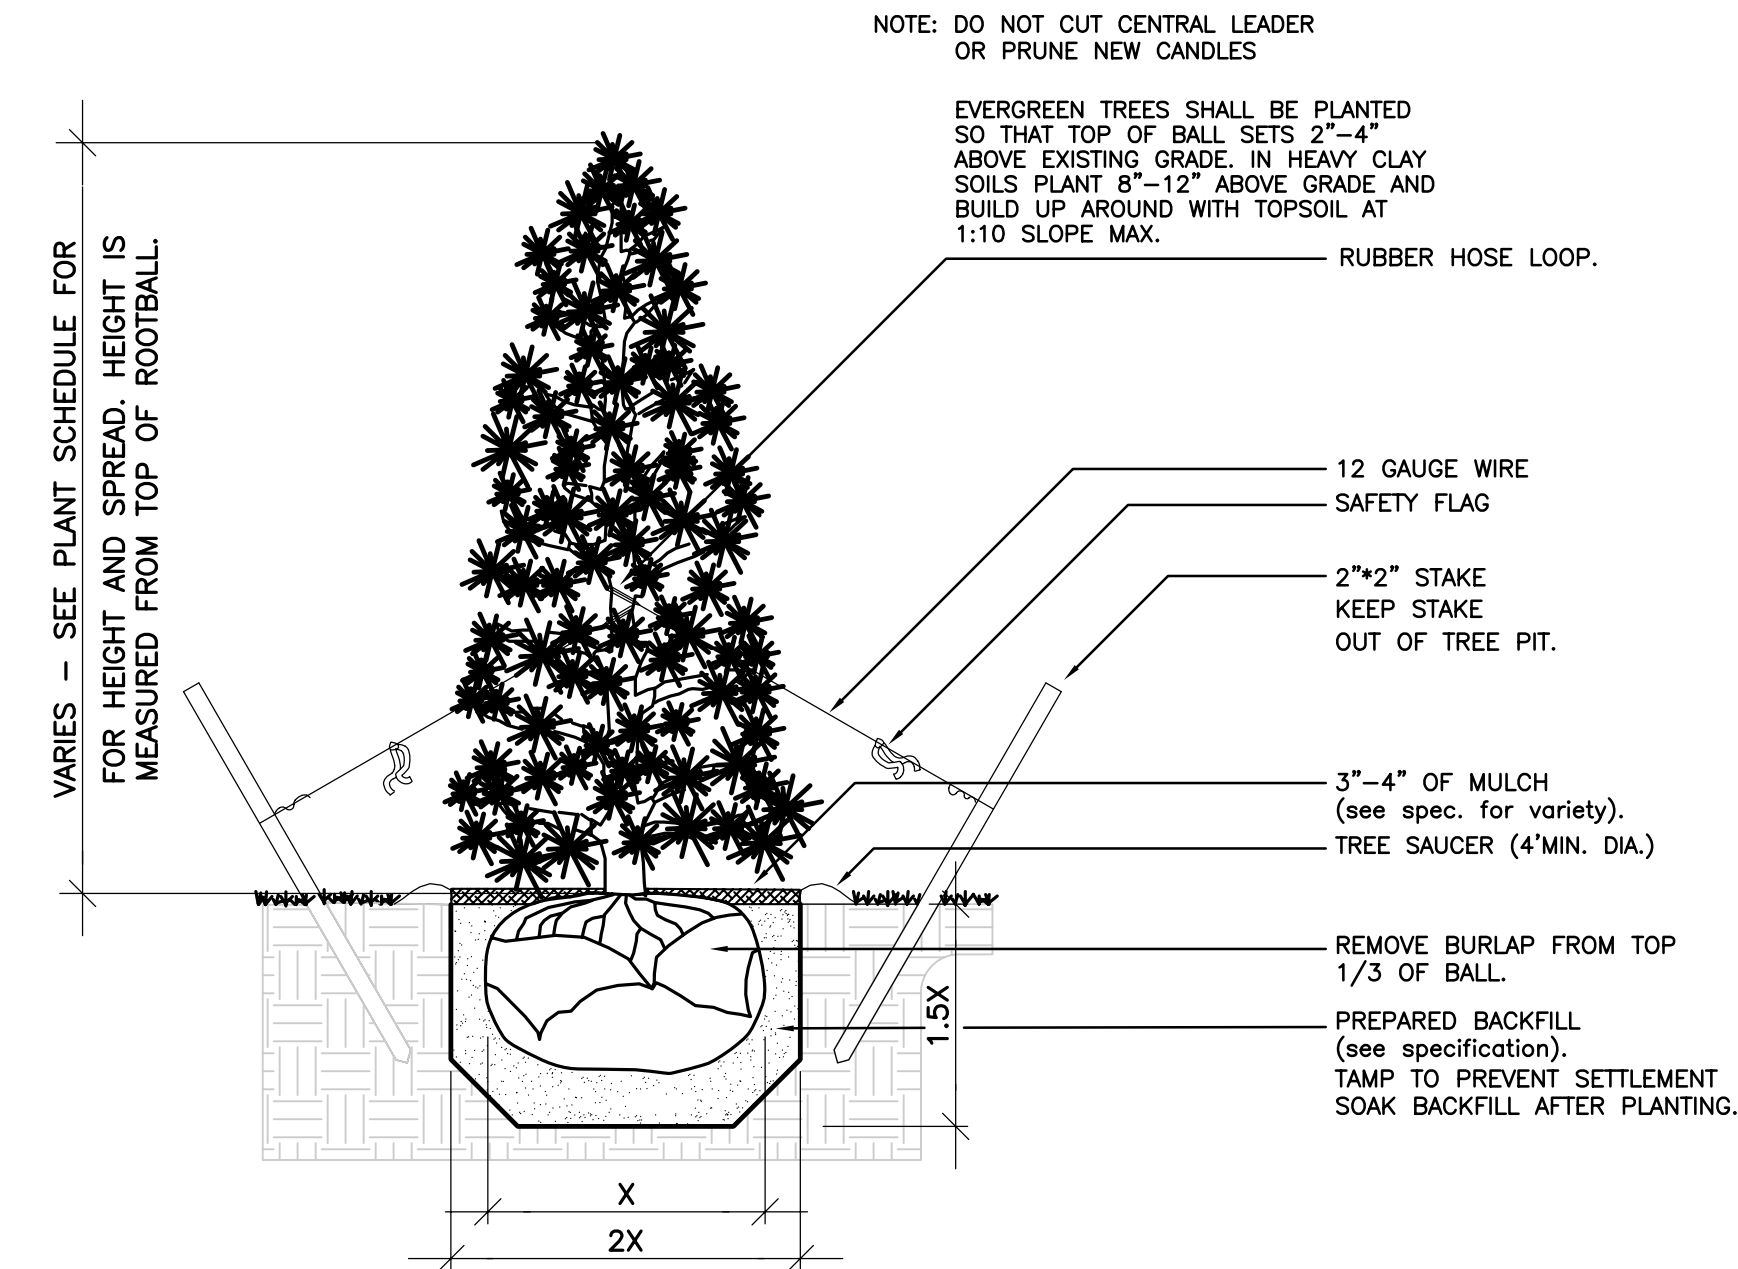 NOTE: DO NOT CUT CENTRAL LEADER
OR PRUNE NEW CANDLES
EVERGREEN TREES SHALL BE PLANTED
SO THAT TOP OF BALL SETS 2"-4"
ABOVE EXISTING GRADE. IN HEAVY CLAY
SOILS PLANT 8"-12" ABOVE GRADE AND
BUILD UP AROUND WITH TOPSOIL AT
1:10 SLOPE MAX.
RUBBER HOSE LOOP.
12 GAUGE WIRE
SAFETY FLAG
2"*2" STAKE
KEEP STAKE
OUT OF TREE PIT.
3"-4" OF MULCH
(see spec. for variety).
TREE SAUCER (4'MIN. DIA.)
REMOVE BURLAP FROM TOP
1/3 OF BALL.
PREPARED BACKFILL
(see specification).
TAMP TO PREVENT SETTLEMENT
SOAK BACKFILL AFTER PLANTING.
VARIES - SEE PLANT SCHEDULE FOR
FOR HEIGHT AND SPREAD. HEIGHT IS
MEASURED FROM TOP OF ROOTBALL.
1.5X
X
2X